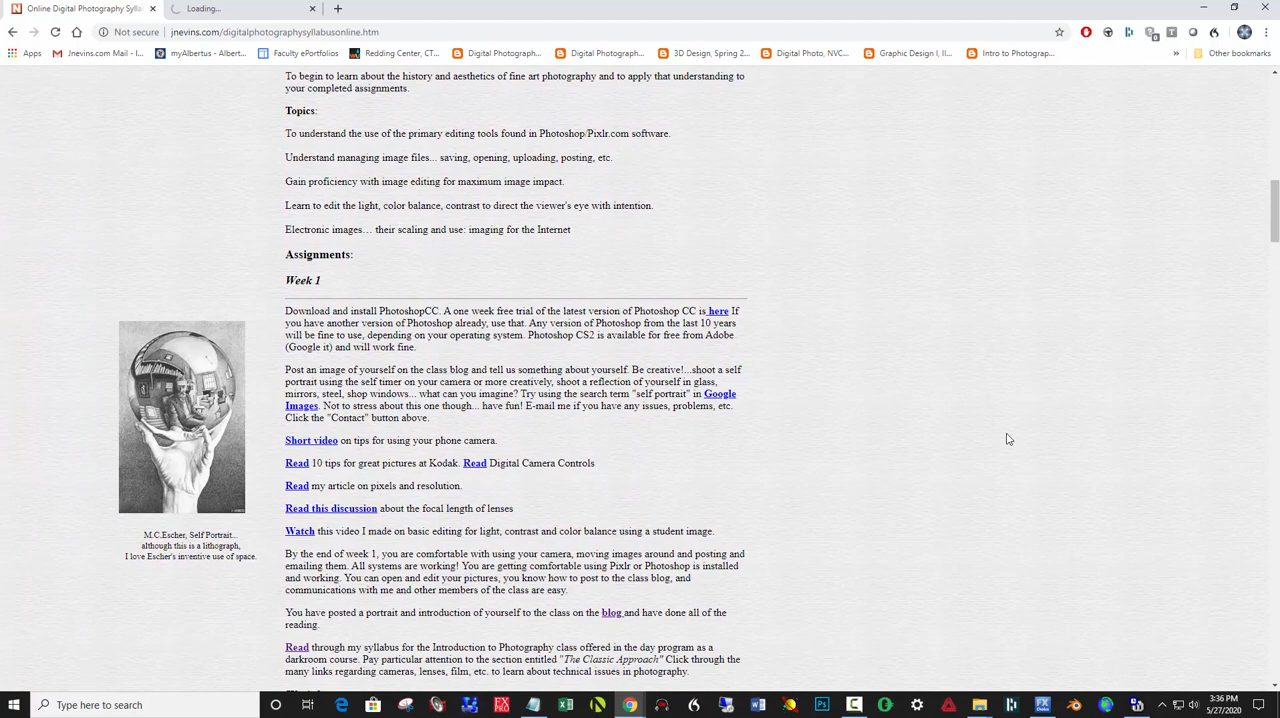 Online Digital Photography Sylla
Loading...
Not secure | jnevins.com/digitalphotographysyllabusonline.htm
Apps
Jnevins.com Mail - I...
myAlbertus - Albert...
Faculty ePortfolios
Redding Center, CT...
Digital Photograph...
Digital Photograph...
3D Design, Spring 2...
Digital Photo, NVC...
Graphic Design I, II...
Intro to Photograp...
»
Other bookmarks
To begin to learn about the history and aesthetics of fine art photography and to apply that understanding to
your completed assignments.
Topics:
To understand the use of the primary editing tools found in Photoshop/Pixlr.com software.
Understand managing image files... saving, opening, uploading, posting, etc.
Gain proficiency with image editing for maximum image impact.
Learn to edit the light, color balance, contrast to direct the viewer's eye with intention.
Electronic images… their scaling and use: imaging for the Internet
Assignments:
Week 1
Download and install PhotoshopCC. A one week free trial of the latest version of Photoshop CC is here If
you have another version of Photoshop already, use that. Any version of Photoshop from the last 10 years
will be fine to use, depending on your operating system. Photoshop CS2 is available for free from Adobe
(Google it) and will work fine.
Post an image of yourself on the class blog and tell us something about yourself. Be creative!...shoot a self
portrait using the self timer on your camera or more creatively, shoot a reflection of yourself in glass,
mirrors, steel, shop windows... what can you imagine? Try using the search term "self portrait" in Google
Images. Not to stress about this one though... have fun! E-mail me if you have any issues, problems, etc.
Click the "Contact" button above.
Short video on tips for using your phone camera.
Read 10 tips for great pictures at Kodak. Read Digital Camera Controls
Read my article on pixels and resolution.
Read this discussion about the focal length of lenses
M.C.Escher, Self Portrait...
although this is a lithograph,
I love Escher's inventive use of space.
Watch this video I made on basic editing for light, contrast and color balance using a student image.
By the end of week 1, you are comfortable with using your camera, moving images around and posting and
emailing them. All systems are working! You are getting comfortable using Pixlr or Photoshop is installed
and working. You can open and edit your pictures, you know how to post to the class blog, and
communications with me and other members of the class are easy.
You have posted a portrait and introduction of yourself to the class on the blog and have done all of the
reading.
Read through my syllabus for the Introduction to Photography class offered in the day program as a
darkroom course. Pay particular attention to the section entitled "The Classic Approach" Click through the
many links regarding cameras, lenses, film, etc. to learn about technical issues in photography.
Type here to search
3:36 PM
5/27/2020